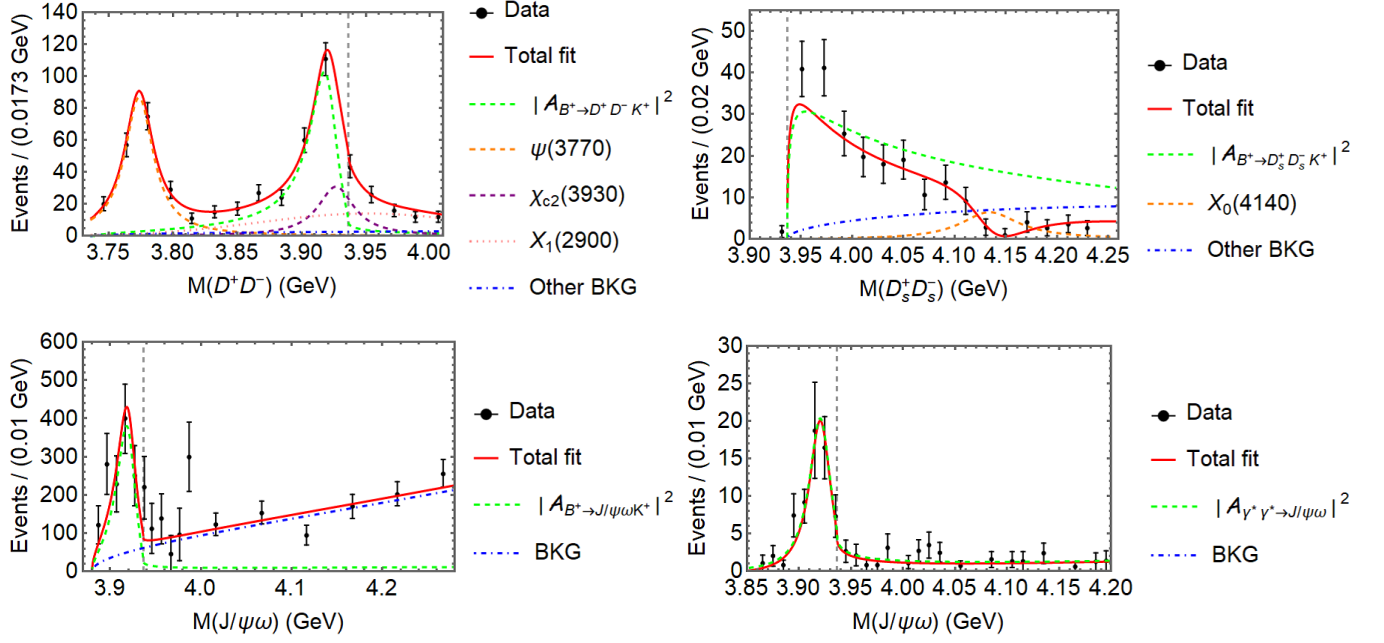 Events / (0.0173 GeV)
140
120
100
80
60
40
20
0
3.75 3.80 3.85 3.90 3.95 4.00
M(D⁺D⁻) (GeV)
Data
Total fit
| A_{B⁺→D⁺ D⁻ K⁺}|²
ψ(3770)
χ_{c2}(3930)
X₁(2900)
Other BKG
Events / (0.02 GeV)
50
40
30
20
10
0
3.90 3.95 4.00 4.05 4.10 4.15 4.20 4.25
M(D_s⁺D_s⁻) (GeV)
Data
Total fit
| A_{B⁺→D_s⁺ D_s⁻ K⁺}|²
X₀(4140)
Other BKG
Events / (0.01 GeV)
600
500
400
300
200
100
0
3.9 4.0 4.1 4.2
M(J/ψω) (GeV)
Data
Total fit
| A_{B⁺→J/ψωK⁺}|²
BKG
Events / (0.01 GeV)
30
25
20
15
10
5
0
3.85 3.90 3.95 4.00 4.05 4.10 4.15 4.20
M(J/ψω) (GeV)
Data
Total fit
| A_{γ* γ*→J/ψω}|²
BKG